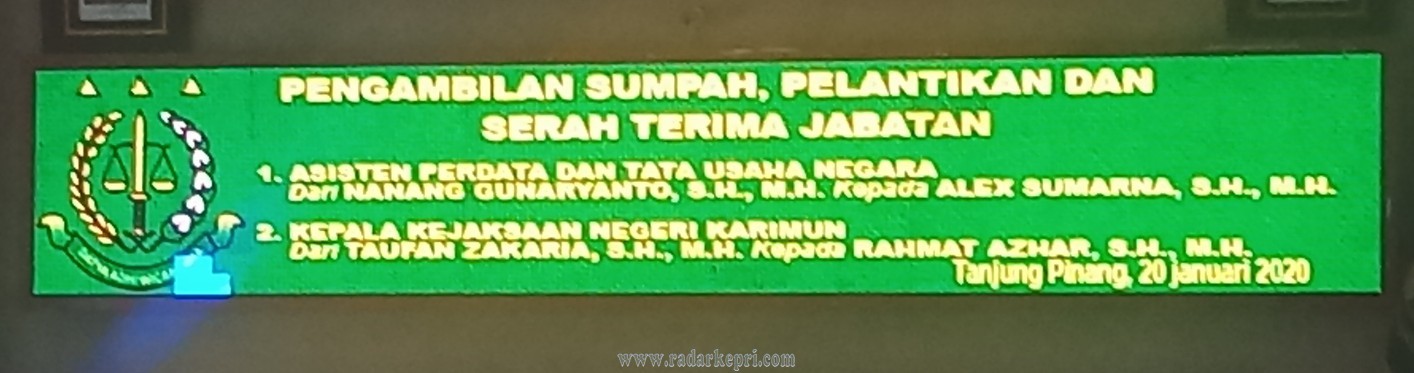 PENGAMBILAN SUMPAH, PELANTIKAN DAN
SERAH TERIMA JABATAN
1. ASISTEN PERDATA DAN TATA USAHA NEGARA
Dari NANANG GUNARYANTO, S.H., M.H. Kepada ALEX SUMARNA, S.H., M.H.
2. KEPALA KEJAKSAAN NEGERI KARIMUN
Dari TAUFAN ZAKARIA, S.H., M.H. Kepada RAHMAT AZHAR, S.H., M.H.
Tanjung Pinang, 20 januari 2020
www.radarkepri.com